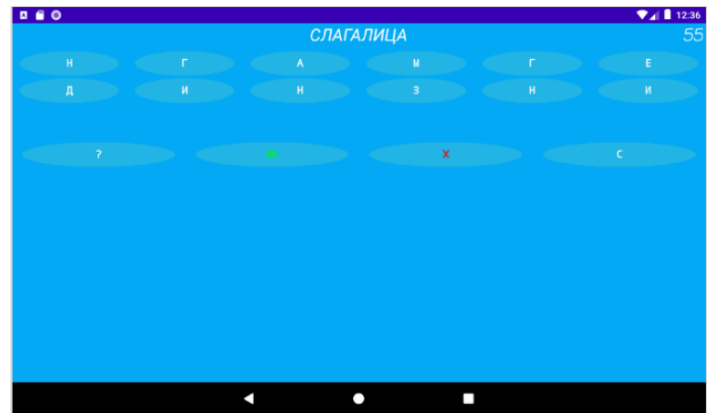 12:36
СЛАГАЛИЦА 55
Н Г А М Г Е
Д И Н З Н И
? OK X С